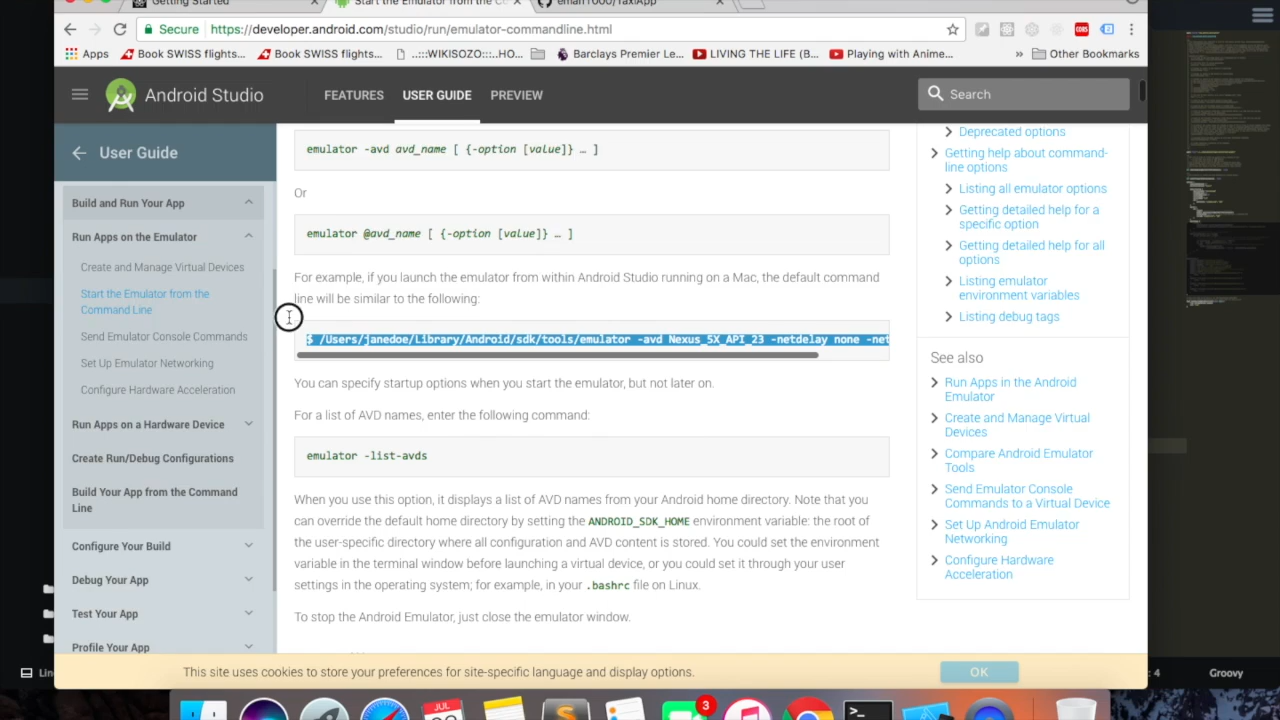 Getting Started
Start the Emulator from the C
eman1000/TaxiApp
Secure
https://developer.android.com/studio/run/emulator-commandline.html
Apps
Book SWISS flights...
Book SWISS...
...WIKISOZ
Business Premie...
LIVING THE LIFE (B...
Playing with Andr...
»
Other Bookmarks
Android Studio
FEATURES
USER GUIDE
Search
User Guide
Build and Run Your App
Run Apps on the Emulator
Create and Manage Virtual Devices
Start the Emulator from the
Command Line
Send Emulator Console Commands
Set Up Emulator Networking
Configure Hardware Acceleration
Run Apps on a Hardware Device
Create Run/Debug Configurations
Build Your App from the Command
Line
Configure Your Build
Debug Your App
Test Your App
Profile Your App
emulator -avd avd_name [ {-option [value]} … ]
Or
emulator @avd_name [ {-option [value]} … ]
For example, if you launch the emulator from within Android Studio running on a Mac, the default command
line will be similar to the following:
$ /Users/janedoe/Library/Android/sdk/tools/emulator -avd Nexus_5X_API_23 -netdelay none -net
You can specify startup options when you start the emulator, but not later on.
For a list of AVD names, enter the following command:
emulator -list-avds
When you use this option, it displays a list of AVD names from your Android home directory. Note that you
can override the default home directory by setting the ANDROID_SDK_HOME environment variable: the root of
the user-specific directory where all configuration and AVD content is stored. You could set the environment
variable in the terminal window before launching a virtual device, or you could set it through your user
settings in the operating system; for example, in your .bashrc file on Linux.
To stop the Android Emulator, just close the emulator window.
Deprecated options
Getting help about command-
line options
Listing all emulator options
Getting detailed help for a
specific option
Getting detailed help for all
options
Listing emulator
environment variables
Listing debug tags
See also
Run Apps in the Android
Emulator
Create and Manage Virtual
Devices
Compare Android Emulator
Tools
Send Emulator Console
Commands to a Virtual Device
Set Up Android Emulator
Networking
Configure Hardware
Acceleration
This site uses cookies to store your preferences for site-specific language and display options.
OK
Lin
: 4
Groovy
JUL
3